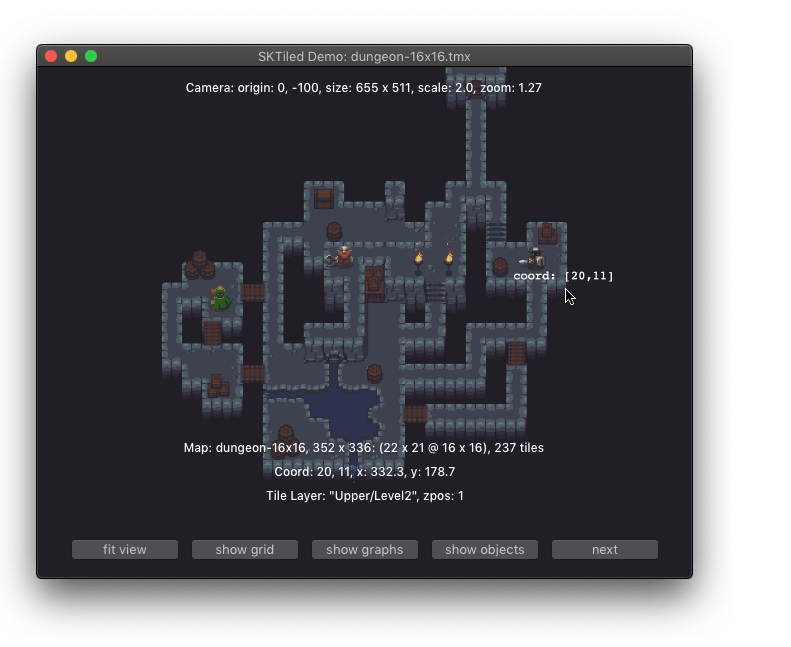 SKTiled Demo: dungeon-16x16.tmx
Camera: origin: 0, -100, size: 655 x 511, scale: 2.0, zoom: 1.27
coord: [20,11]
Map: dungeon-16x16, 352 x 336: (22 x 21 @ 16 x 16), 237 tiles
Coord: 20, 11, x: 332.3, y: 178.7
Tile Layer: "Upper/Level2", zpos: 1
fit view show grid show graphs show objects next